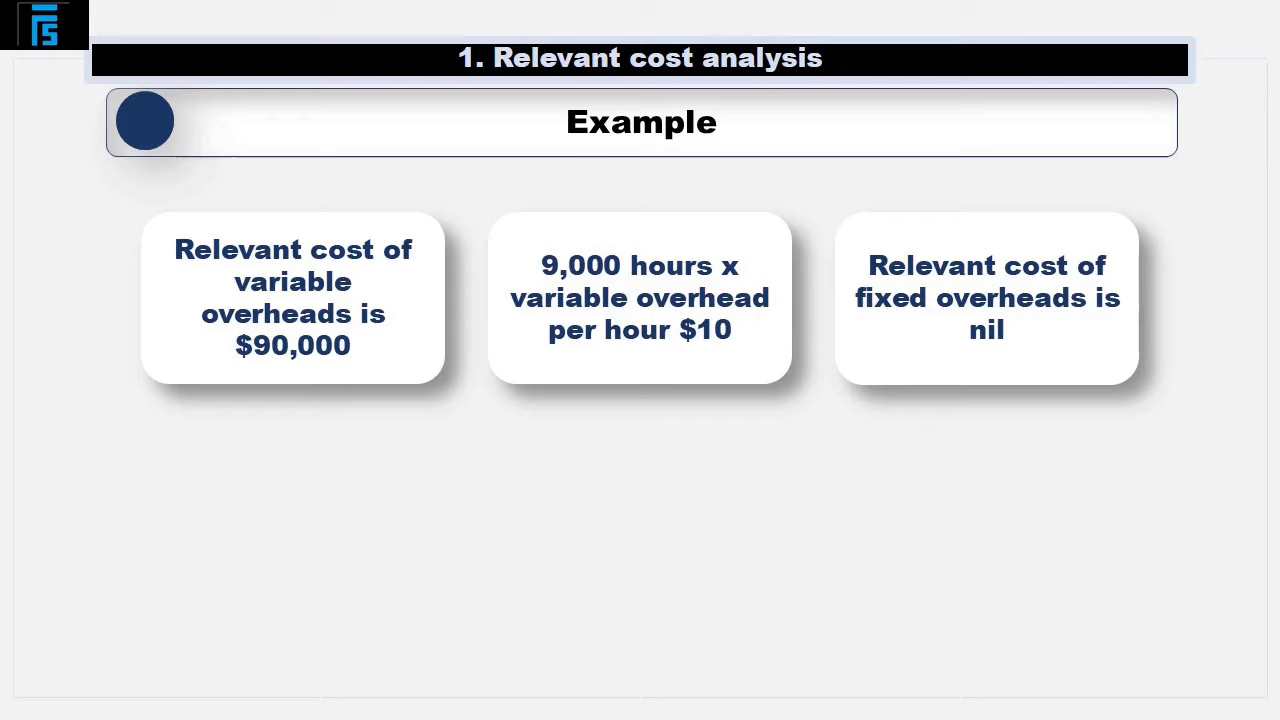 1. Relevant cost analysis
Example
Relevant cost of
variable
overheads is
$90,000
9,000 hours x
variable overhead
per hour $10
Relevant cost of
fixed overheads is
nil